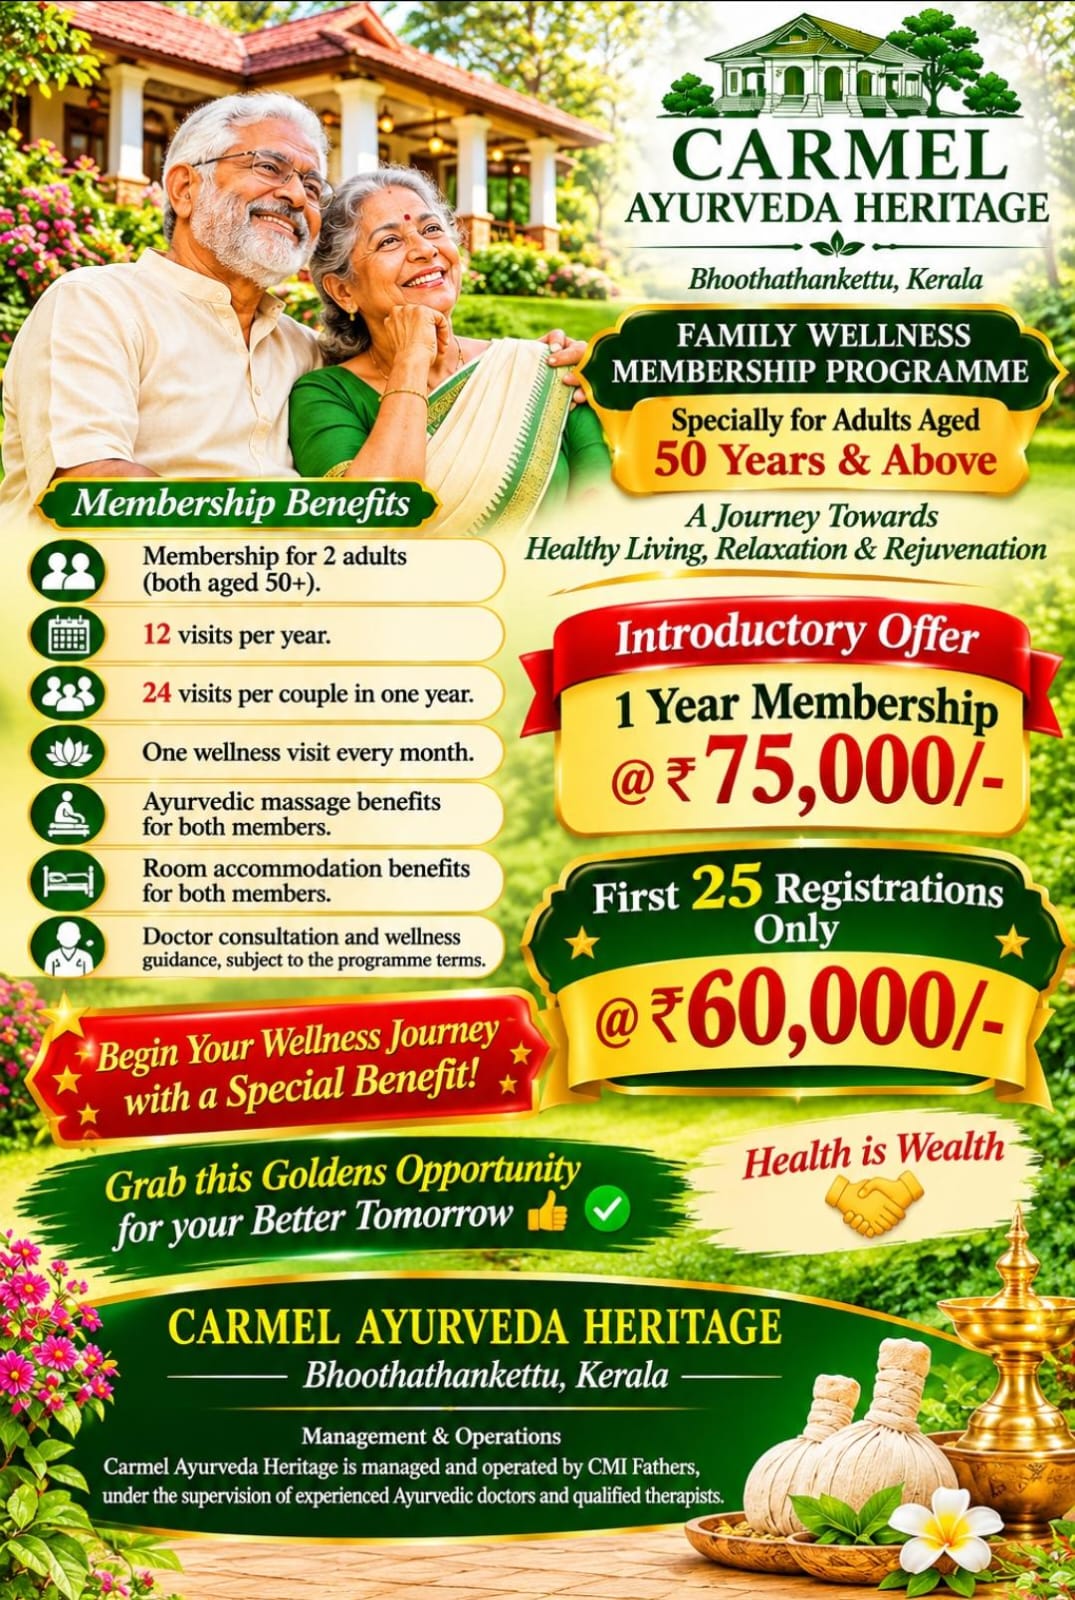 CARMEL
AYURVEDA HERITAGE
Bhoothathankettu, Kerala
FAMILY WELLNESS
MEMBERSHIP PROGRAMME
Specially for Adults Aged
50 Years & Above
A Journey Towards
Healthy Living, Relaxation & Rejuvenation
Membership Benefits
Membership for 2 adults
(both aged 50+).
12 visits per year.
24 visits per couple in one year.
One wellness visit every month.
Ayurvedic massage benefits
for both members.
Room accommodation benefits
for both members.
Doctor consultation and wellness
guidance, subject to the programme terms.
Introductory Offer
1 Year Membership
@ ₹75,000/-
First 25 Registrations
Only
@ ₹60,000/-
Begin Your Wellness Journey
with a Special Benefit!
Grab this Goldens Opportunity
for your Better Tomorrow 👍 ✅
Health is Wealth
🤝
CARMEL AYURVEDA HERITAGE
Bhoothathankettu, Kerala
Management & Operations
Carmel Ayurveda Heritage is managed and operated by CMI Fathers,
under the supervision of experienced Ayurvedic doctors and qualified therapists.